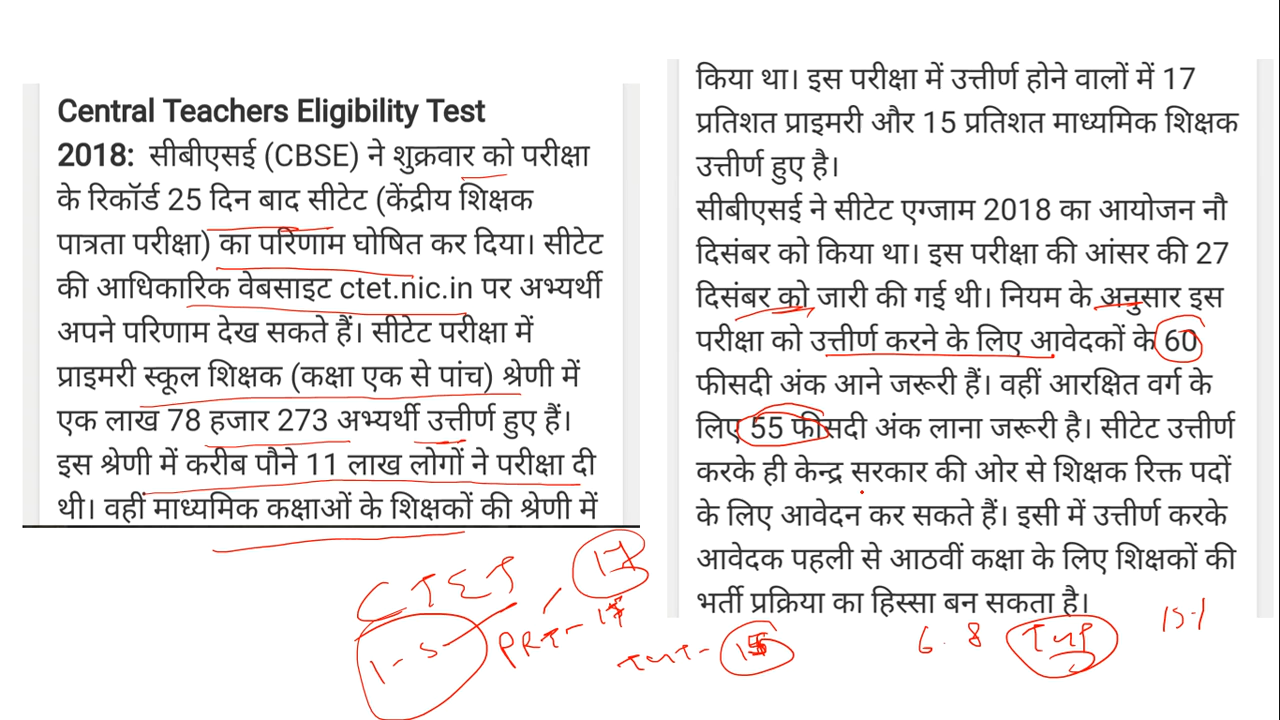 Central Teachers Eligibility Test
2018: सीबीएसई (CBSE) ने शुक्रवार को परीक्षा
के रिकॉर्ड 25 दिन बाद सीटेट (केंद्रीय शिक्षक
पात्रता परीक्षा) का परिणाम घोषित कर दिया। सीटेट
की आधिकारिक वेबसाइट ctet.nic.in पर अभ्यर्थी
अपने परिणाम देख सकते हैं। सीटेट परीक्षा में
प्राइमरी स्कूल शिक्षक (कक्षा एक से पांच) श्रेणी में
एक लाख 78 हजार 273 अभ्यर्थी उत्तीर्ण हुए हैं।
इस श्रेणी में करीब पौने 11 लाख लोगों ने परीक्षा दी
थी। वहीं माध्यमिक कक्षाओं के शिक्षकों की श्रेणी में
CTET 17
1-5 PRT- 17
TGT- 15
किया था। इस परीक्षा में उत्तीर्ण होने वालों में 17
प्रतिशत प्राइमरी और 15 प्रतिशत माध्यमिक शिक्षक
उत्तीर्ण हुए है।
सीबीएसई ने सीटेट एग्जाम 2018 का आयोजन नौ
दिसंबर को किया था। इस परीक्षा की आंसर की 27
दिसंबर को जारी की गई थी। नियम के अनुसार इस
परीक्षा को उत्तीर्ण करने के लिए आवेदकों के 60
फीसदी अंक आने जरूरी हैं। वहीं आरक्षित वर्ग के
लिए 55 फीसदी अंक लाना जरूरी है। सीटेट उत्तीर्ण
करके ही केन्द्र सरकार की ओर से शिक्षक रिक्त पदों
के लिए आवेदन कर सकते हैं। इसी में उत्तीर्ण करके
आवेदक पहली से आठवीं कक्षा के लिए शिक्षकों की
भर्ती प्रक्रिया का हिस्सा बन सकता है।
6-8